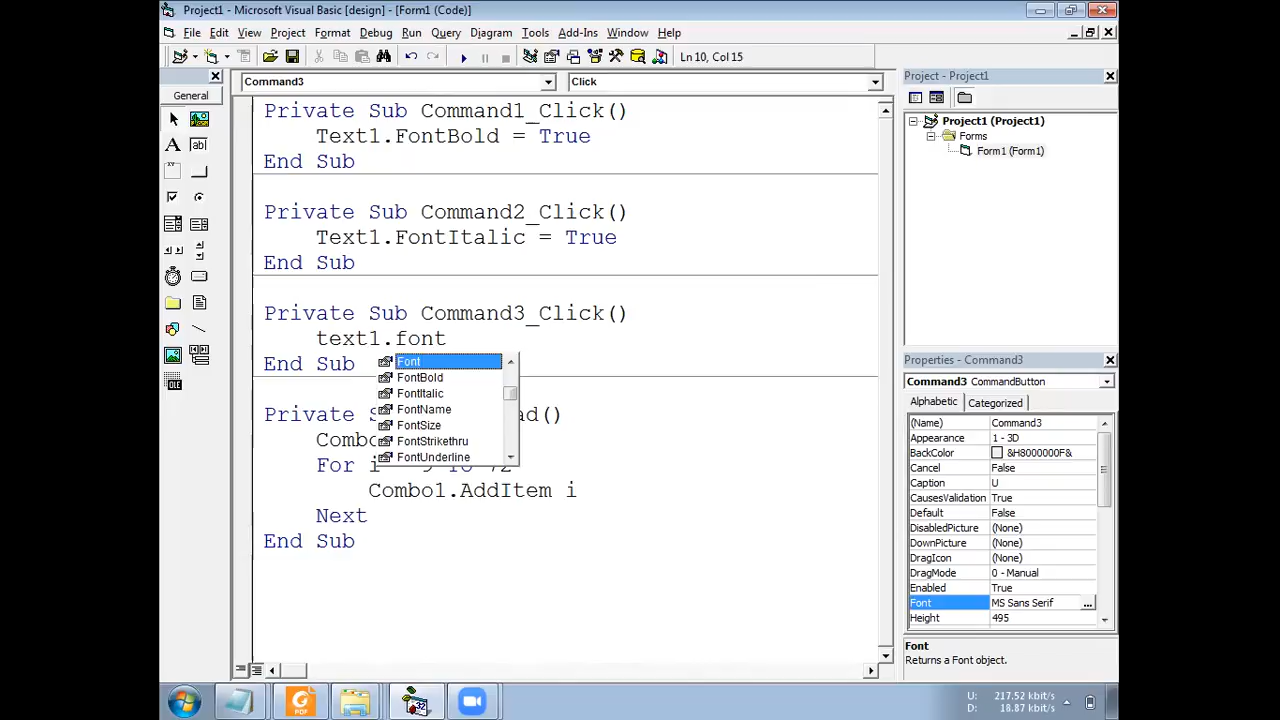 Project1 - Microsoft Visual Basic [design] - [Form1 (Code)]
File Edit View Project Format Debug Run Query Diagram Tools Add-Ins Window Help
Ln 10, Col 15
General
Command3 Click
Private Sub Command1_Click()
Text1.FontBold = True
End Sub
Private Sub Command2_Click()
Text1.FontItalic = True
End Sub
Private Sub Command3_Click()
text1.font
End Sub
Font
FontBold
FontItalic
FontName
FontSize
FontStrikethru
FontUnderline
Private S ad()
Combo
For i
Combo1.AddItem i
Next
End Sub
Project - Project1
Project1 (Project1)
Forms
Form1 (Form1)
Properties - Command3
Command3 CommandButton
Alphabetic Categorized
(Name) Command3
Appearance 1 - 3D
BackColor &H8000000F&
Cancel False
Caption U
CausesValidation True
Default False
DisabledPicture (None)
DownPicture (None)
DragIcon (None)
DragMode 0 - Manual
Enabled True
Font MS Sans Serif ...
Height 495
Font
Returns a Font object.
U: 217.52 kbit/s
D: 18.87 kbit/s